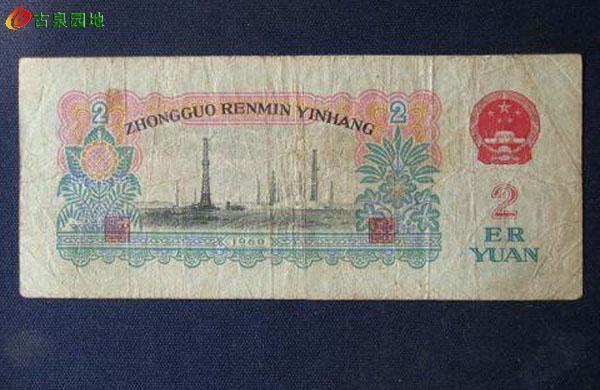 古泉园地
2
2
ZHONGGUO RENMIN YINHANG
1960
2
ER
YUAN